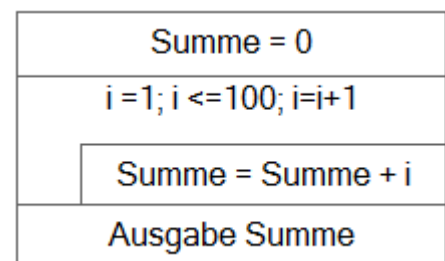 Summe = 0
i =1; i <=100; i=i+1
Summe = Summe + i
Ausgabe Summe